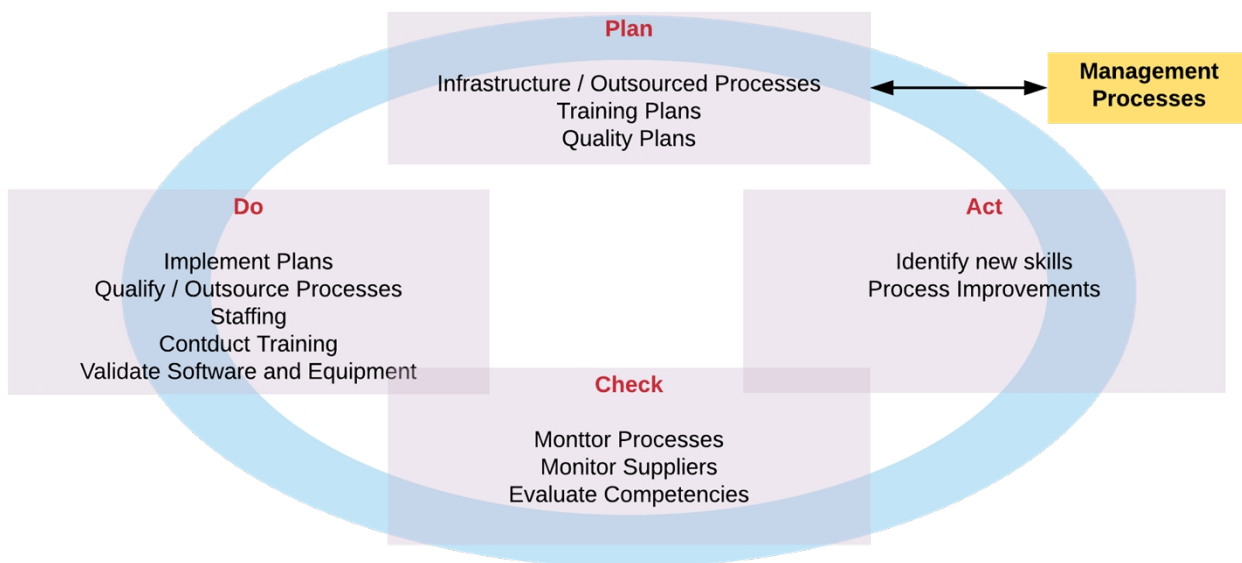 Plan
Infrastructure / Outsourced Processes
Training Plans
Quality Plans
Management
Processes
Do
Implement Plans
Qualify / Outsource Processes
Staffing
Contduct Training
Validate Software and Equipment
Act
Identify new skills
Process Improvements
Check
Monttor Processes
Monitor Suppliers
Evaluate Competencies